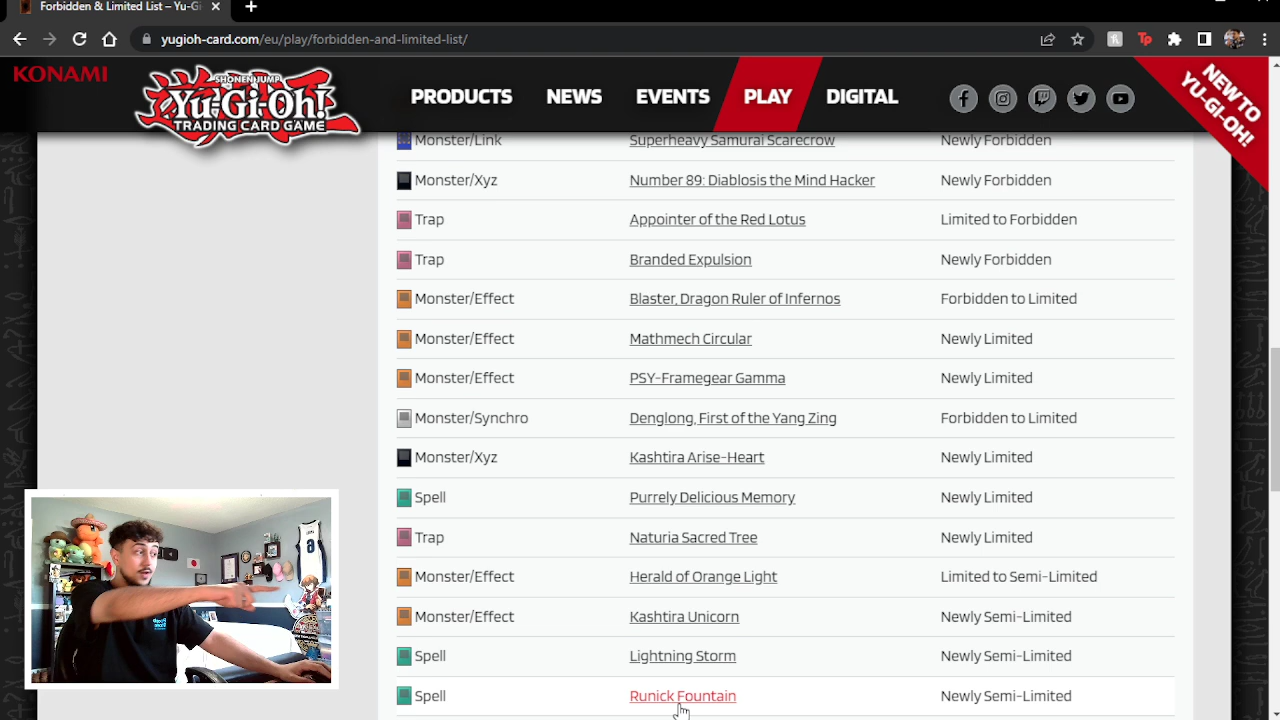 Forbidden & Limited List – Yu-Gi
yugioh-card.com/eu/play/forbidden-and-limited-list/
KONAMI
SHONEN JUMP
Yu-Gi-Oh!
TRADING CARD GAME
PRODUCTS NEWS EVENTS PLAY DIGITAL
NEW TO
YU-GI-OH!
Monster/Link Superheavy Samurai Scarecrow Newly Forbidden
Monster/Xyz Number 89: Diablosis the Mind Hacker Newly Forbidden
Trap Appointer of the Red Lotus Limited to Forbidden
Trap Branded Expulsion Newly Forbidden
Monster/Effect Blaster, Dragon Ruler of Infernos Forbidden to Limited
Monster/Effect Mathmech Circular Newly Limited
Monster/Effect PSY-Framegear Gamma Newly Limited
Monster/Synchro Denglong, First of the Yang Zing Forbidden to Limited
Monster/Xyz Kashtira Arise-Heart Newly Limited
Spell Purrely Delicious Memory Newly Limited
Trap Naturia Sacred Tree Newly Limited
Monster/Effect Herald of Orange Light Limited to Semi-Limited
Monster/Effect Kashtira Unicorn Newly Semi-Limited
Spell Lightning Storm Newly Semi-Limited
Spell Runick Fountain Newly Semi-Limited